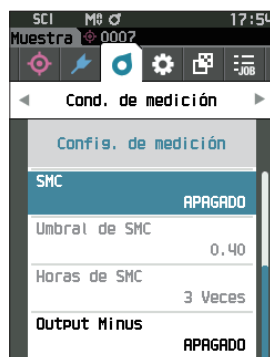 SCI M 17:54
Muestra 0007
-JOB
Cond. de medición
Config. de medición
SMC
APAGADO
Umbral de SMC
0.40
Horas de SMC
3 Veces
Output Minus
APAGADO